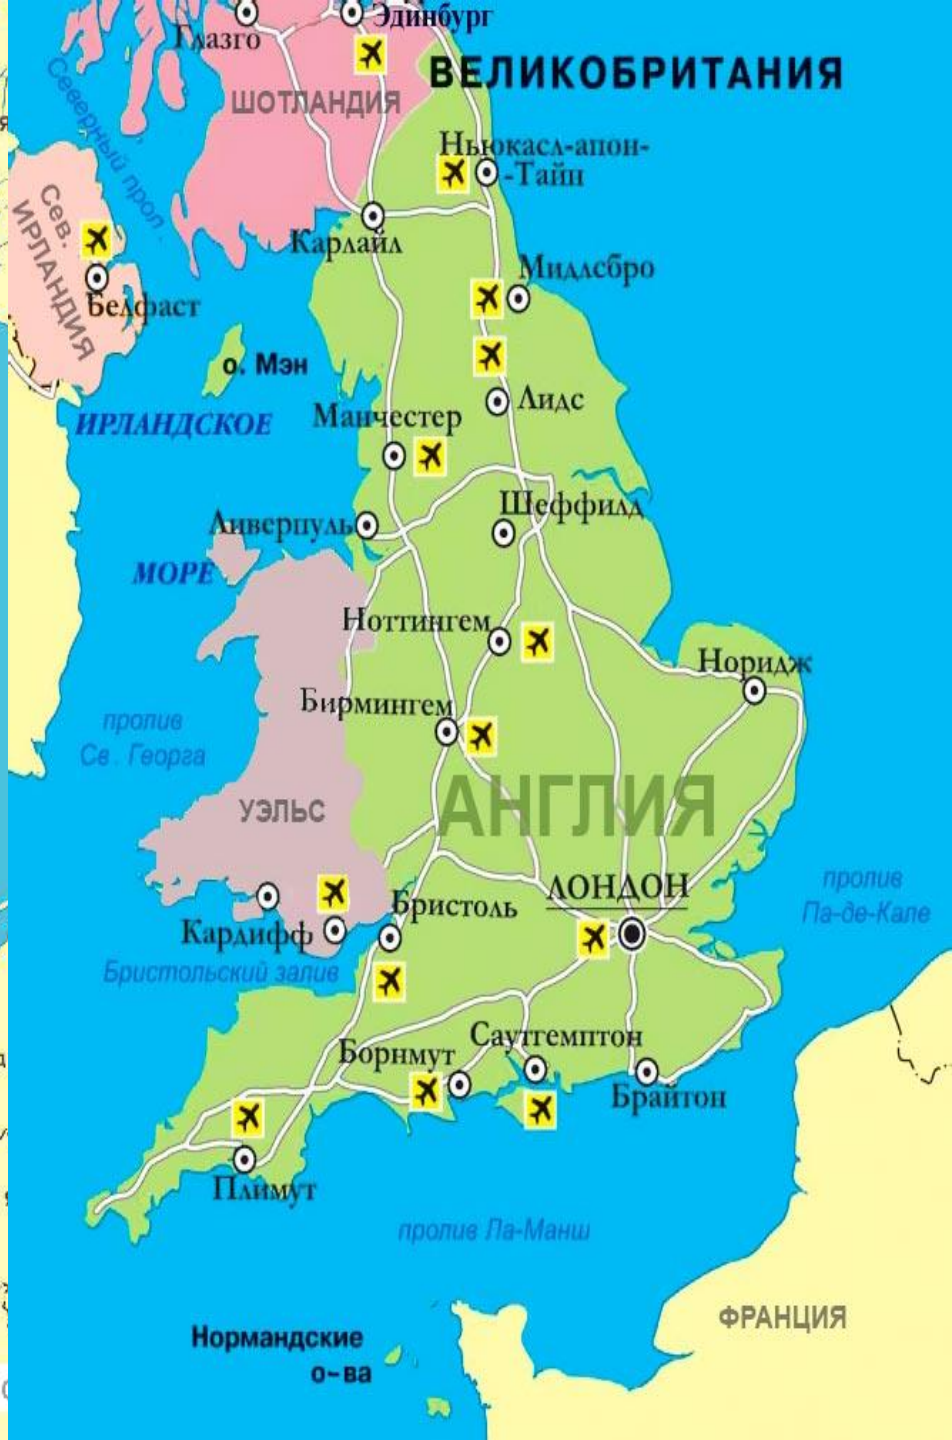 Эдинбург
Глазго
ВЕЛИКОБРИТАНИЯ
ШОТЛАНДИЯ
Северный прол.
Ньюкасл-апон-
-Тайн
Сев.
ИРЛАНДИЯ
Карлайл
Мидлсбро
Белфаст
о. Мэн
Лидс
Манчестер
ИРЛАНДСКОЕ
Шеффилд
Ливерпуль
МОРЕ
Ноттингем
Норидж
Бирмингем
пролив
Св. Георга
АНГЛИЯ
УЭЛЬС
ЛОНДОН
пролив
Па-де-Кале
Бристоль
Кардифф
Бристольский залив
Саутгемптон
Борнмут
Брайтон
Плимут
пролив Ла-Манш
ФРАНЦИЯ
Нормандские
о-ва